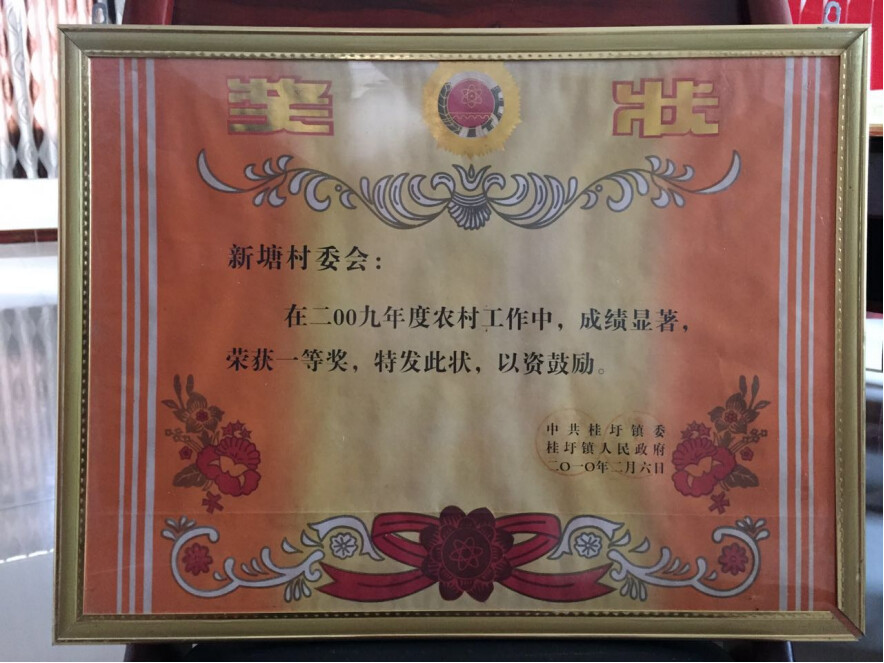 奖状
新塘村委会：
在二00九年度农村工作中，成绩显著，
荣获一等奖，特发此状，以资鼓励。
中共桂圩镇委
桂圩镇人民政府
二〇一〇年二月六日